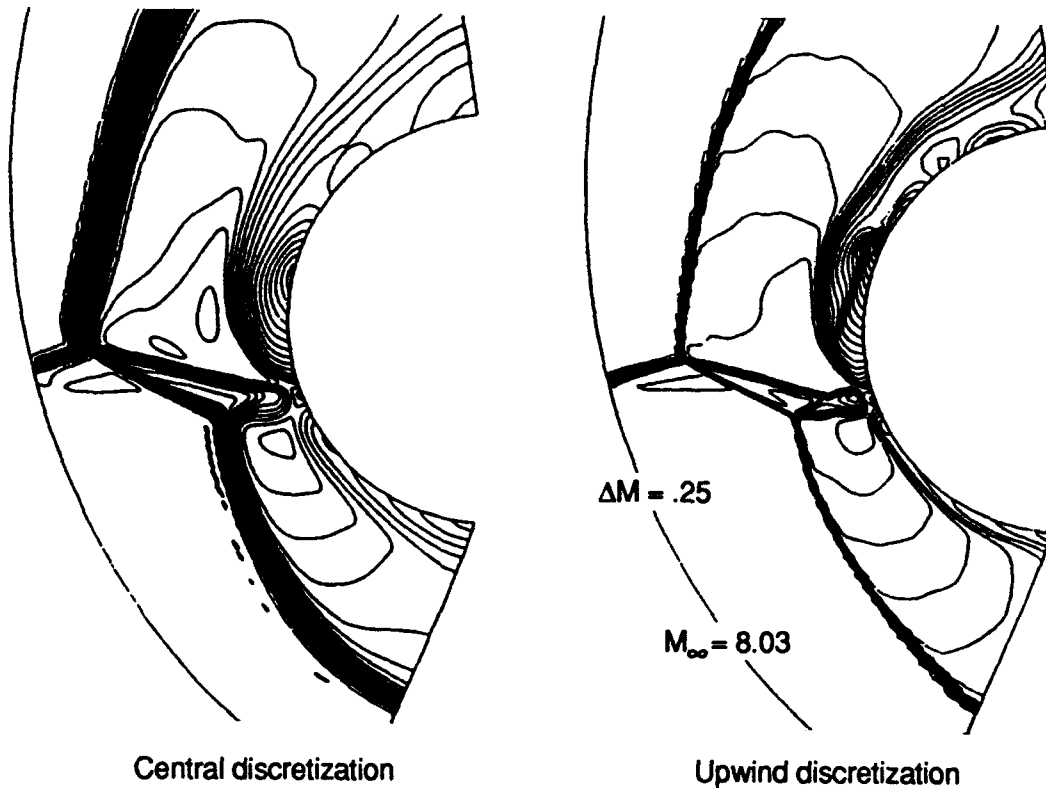 ΔM = .25
M∞ = 8.03
Central discretization
Upwind discretization